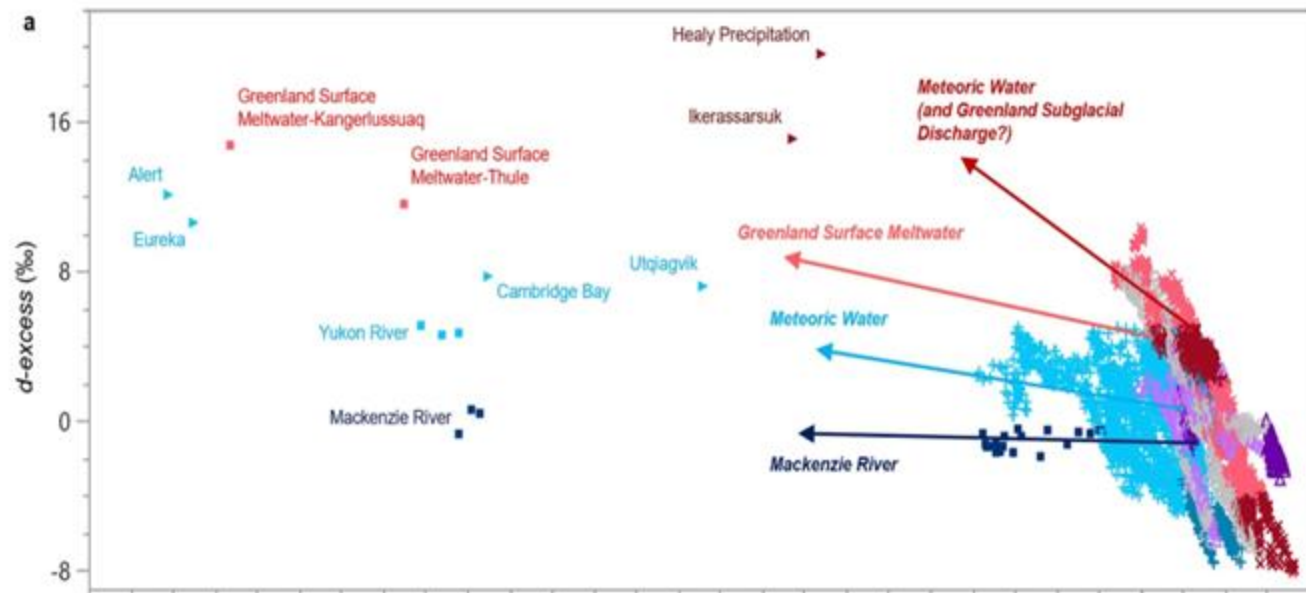 a
Healy Precipitation
Meteoric Water
(and Greenland Subglacial
Discharge?)
Greenland Surface
Meltwater-Kangerlussuaq
16
Ikerassarsuk
Greenland Surface
Meltwater-Thule
Alert
Eureka
Greenland Surface Meltwater
d-excess (‰)
8
Utqiagvik
Cambridge Bay
Meteoric Water
Yukon River
0
Mackenzie River
Mackenzie River
-8